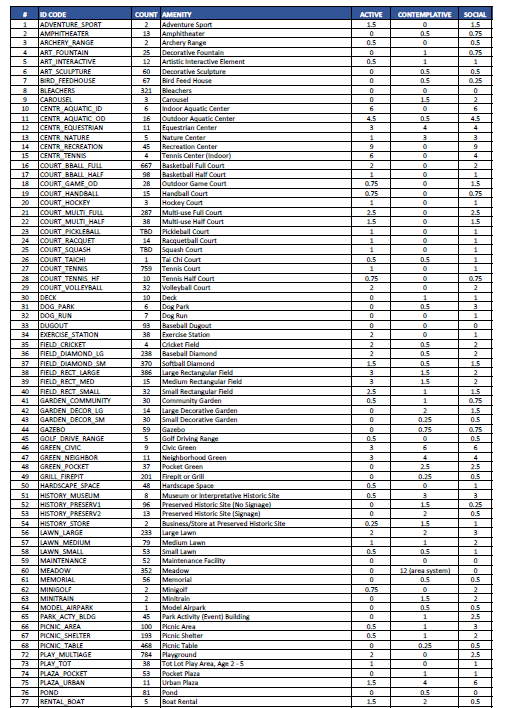 # ID CODE COUNT AMENITY ACTIVE CONTEMPLATIVE SOCIAL
1 ADVENTURE_SPORT 2 Adventure Sport 1.5 0 1.5
2 AMPHITHEATER 13 Amphitheater 0 0.5 0.75
3 ARCHERY_RANGE 2 Archery Range 0.5 0 0.5
4 ART_FOUNTAIN 25 Decorative Fountain 0 1 0.75
5 ART_INTERACTIVE 12 Artistic Interactive Element 0.5 1 1
6 ART_SCULPTURE 60 Decorative Sculpture 0 0.5 0.5
7 BIRD_FEEDHOUSE 67 Bird Feed House 0 0.5 0.25
8 BLEACHERS 321 Bleachers 0 0 0
9 CAROUSEL 3 Carousel 0 1.5 2
10 CENTR_AQUATIC_ID 6 Indoor Aquatic Center 6 0 6
11 CENTR_AQUATIC_OD 16 Outdoor Aquatic Center 4.5 0.5 4.5
12 CENTR_EQUESTRIAN 11 Equestrian Center 3 4 4
13 CENTR_NATURE 5 Nature Center 1 3 3
14 CENTR_RECREATION 45 Recreation Center 9 0 9
15 CENTR_TENNIS 4 Tennis Center (Indoor) 6 0 4
16 COURT_BBALL_FULL 667 Basketball Full Court 2 0 2
17 COURT_BBALL_HALF 98 Basketball Half Court 1 0 1
18 COURT_GAME_OD 28 Outdoor Game Court 0.75 0 1.5
19 COURT_HANDBALL 15 Handball Court 0.75 0 0.75
20 COURT_HOCKEY 3 Hockey Court 1 0 1
21 COURT_MULTI_FULL 287 Multi-use Full Court 2.5 0 2.5
22 COURT_MULTI_HALF 38 Multi-use Half Court 1.5 0 1.5
23 COURT_PICKLEBALL TBD Pickleball Court 1 0 1
24 COURT_RACQUET 14 Racquetball Court 1 0 1
25 COURT_SQUASH TBD Squash Court 1 0 1
26 COURT_TAICHI 1 Tai Chi Court 0.5 0.5 1
27 COURT_TENNIS 759 Tennis Court 1 0 1
28 COURT_TENNIS_HF 10 Tennis Half Court 0.75 0 0.75
29 COURT_VOLLEYBALL 32 Volleyball Court 2 0 2
30 DECK 10 Deck 0 1 1
31 DOG_PARK 6 Dog Park 0 0.5 3
32 DOG_RUN 7 Dog Run 0 0 1
33 DUGOUT 93 Baseball Dugout 0 0 0
34 EXERCISE_STATION 38 Exercise Station 2 0 1
35 FIELD_CRICKET 4 Cricket Field 2 0.5 2
36 FIELD_DIAMOND_LG 238 Baseball Diamond 2 0.5 2
37 FIELD_DIAMOND_SM 370 Softball Diamond 1.5 0.5 1.5
38 FIELD_RECT_LARGE 386 Large Rectangular Field 3 1.5 2
39 FIELD_RECT_MED 15 Medium Rectangular Field 3 1.5 2
40 FIELD_RECT_SMALL 32 Small Rectangular Field 2.5 1 1.5
41 GARDEN_COMMUNITY 30 Community Garden 0.5 1 0.75
42 GARDEN_DECOR_LG 14 Large Decorative Garden 0 2 1.5
43 GARDEN_DECOR_SM 30 Small Decorative Garden 0 0.25 0.5
44 GAZEBO 59 Gazebo 0 0.75 0.75
45 GOLF_DRIVE_RANGE 5 Golf Driving Range 0.5 0 0.5
46 GREEN_CIVIC 9 Civic Green 3 6 6
47 GREEN_NEIGHBOR 11 Neighborhood Green 3 4 4
48 GREEN_POCKET 37 Pocket Green 0 2.5 2.5
49 GRILL_FIREPIT 201 Firepit or Grill 0 0.25 0.5
50 HARDSCAPE_SPACE 48 Hardscape Space 0.5 0 1
51 HISTORY_MUSEUM 8 Museum or Interpretative Historic Site 0.5 3 3
52 HISTORY_PRESERV1 96 Preserved Historic Site (No Signage) 0 1.5 0.25
53 HISTORY_PRESERV2 13 Preserved Historic Site (Signage) 0 2 0.5
54 HISTORY_STORE 2 Business/Store at Preserved Historic Site 0.25 1.5 1
56 LAWN_LARGE 233 Large Lawn 2 2 3
57 LAWN_MEDIUM 79 Medium Lawn 1 1 2
58 LAWN_SMALL 53 Small Lawn 0.5 0.5 1
59 MAINTENANCE 52 Maintenance Facility 0 0 0
60 MEADOW 352 Meadow 0 12 (area system) 0
61 MEMORIAL 56 Memorial 0 0.5 0.5
62 MINIGOLF 2 Minigolf 0.75 0 2
63 MINITRAIN 2 Minitrain 0 1.5 2
64 MODEL_AIRPARK 1 Model Airpark 0 0.5 0.5
65 PARK_ACTY_BLDG 45 Park Activity (Event) Building 0 1 2.5
66 PICNIC_AREA 100 Picnic Area 0.5 1 3
67 PICNIC_SHELTER 193 Picnic Shelter 0.5 1 2
68 PICNIC_TABLE 468 Picnic Table 0 0.25 0.5
72 PLAY_MULTIAGE 784 Playground 2 0 2.5
73 PLAY_TOT 38 Tot Lot Play Area, Age 2 - 5 1 0 1
74 PLAZA_POCKET 53 Pocket Plaza 0 1 1
75 PLAZA_URBAN 11 Urban Plaza 1.5 4 6
76 POND 81 Pond 0 0.5 0
77 RENTAL_BOAT 5 Boat Rental 1.5 2 0.5